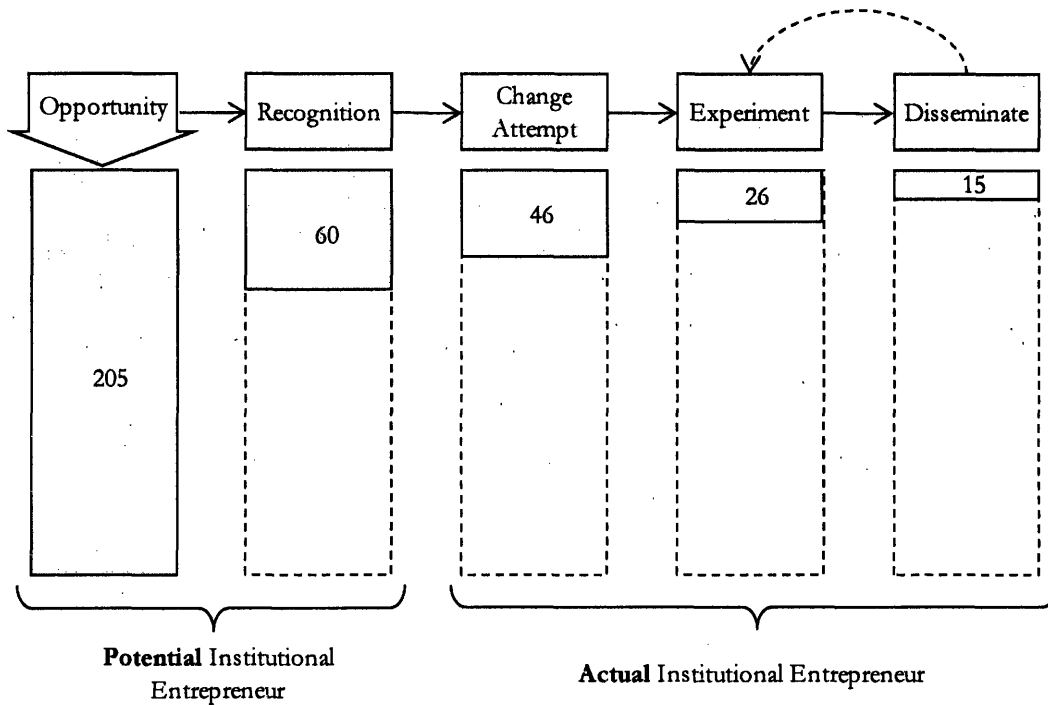 Opportunity
Recognition
Change
Attempt
Experiment
Disseminate
205
60
46
26
15
Potential Institutional
Entrepreneur
Actual Institutional Entrepreneur